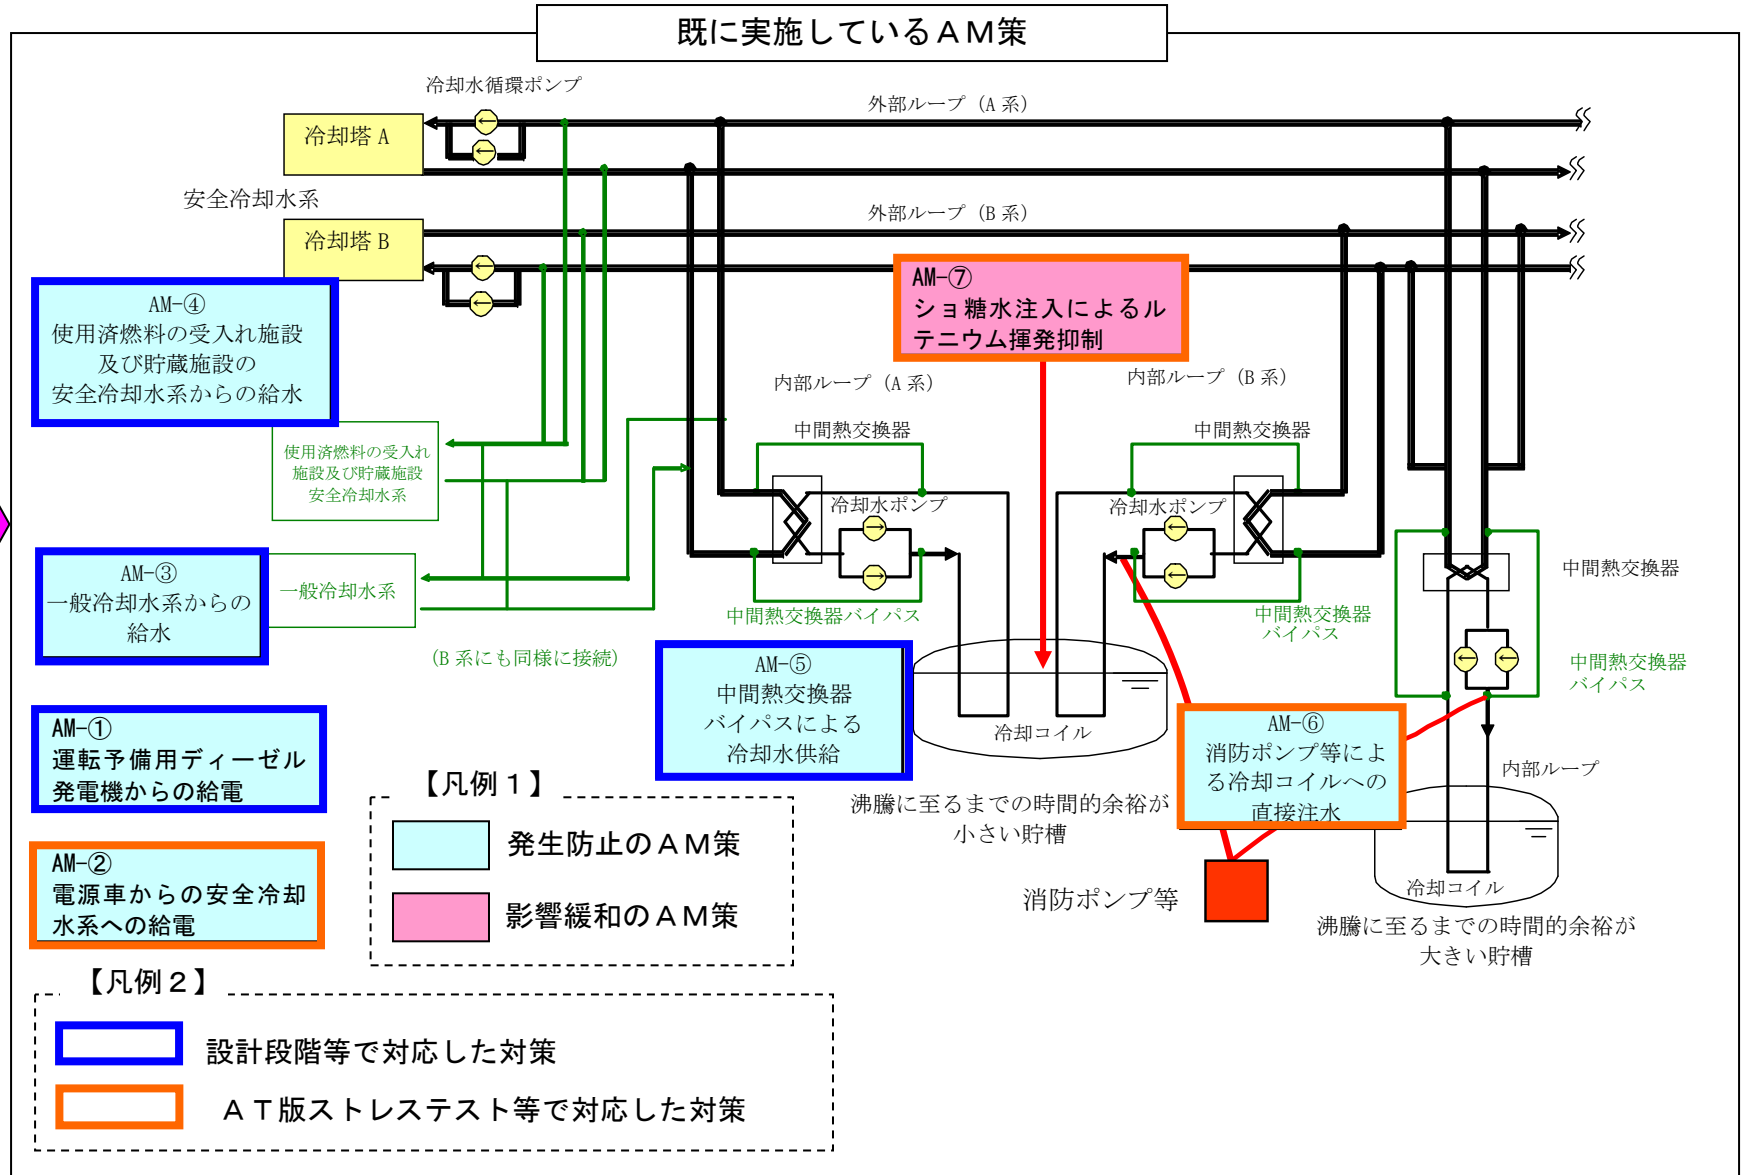 既に実施しているＡＭ策
冷却水循環ポンプ
外部ループ（A 系）
冷却塔 A
安全冷却水系
外部ループ（B 系）
冷却塔 B
AM-⑦
ショ糖水注入によるル
テニウム揮発抑制
AM-④
使用済燃料の受入れ施設
及び貯蔵施設の
安全冷却水系からの給水
内部ループ（A 系）
内部ループ（B 系）
中間熱交換器
中間熱交換器
使用済燃料の受入れ
施設及び貯蔵施設
安全冷却水系
冷却水ポンプ
冷却水ポンプ
中間熱交換器
AM-③
一般冷却水系からの
給水
一般冷却水系
中間熱交換器バイパス
中間熱交換器
バイパス
（B 系にも同様に接続）
中間熱交換器
バイパス
AM-⑤
中間熱交換器
バイパスによる
冷却水供給
冷却コイル
AM-⑥
消防ポンプ等によ
る冷却コイルへの
直接注水
AM-①
運転予備用ディーゼル
発電機からの給電
内部ループ
沸騰に至るまでの時間的余裕が
小さい貯槽
【凡例１】
発生防止のＡＭ策
影響緩和のＡＭ策
AM-②
電源車からの安全冷却
水系への給電
消防ポンプ等
冷却コイル
沸騰に至るまでの時間的余裕が
大きい貯槽
【凡例２】
設計段階等で対応した対策
ＡＴ版ストレステスト等で対応した対策